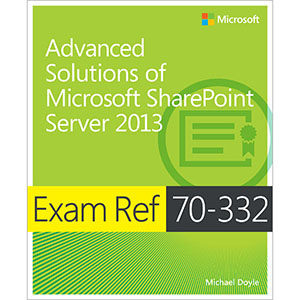 Microsoft
Advanced
Solutions of
Microsoft SharePoint
Server 2013
Exam Ref 70-332
Michael Doyle